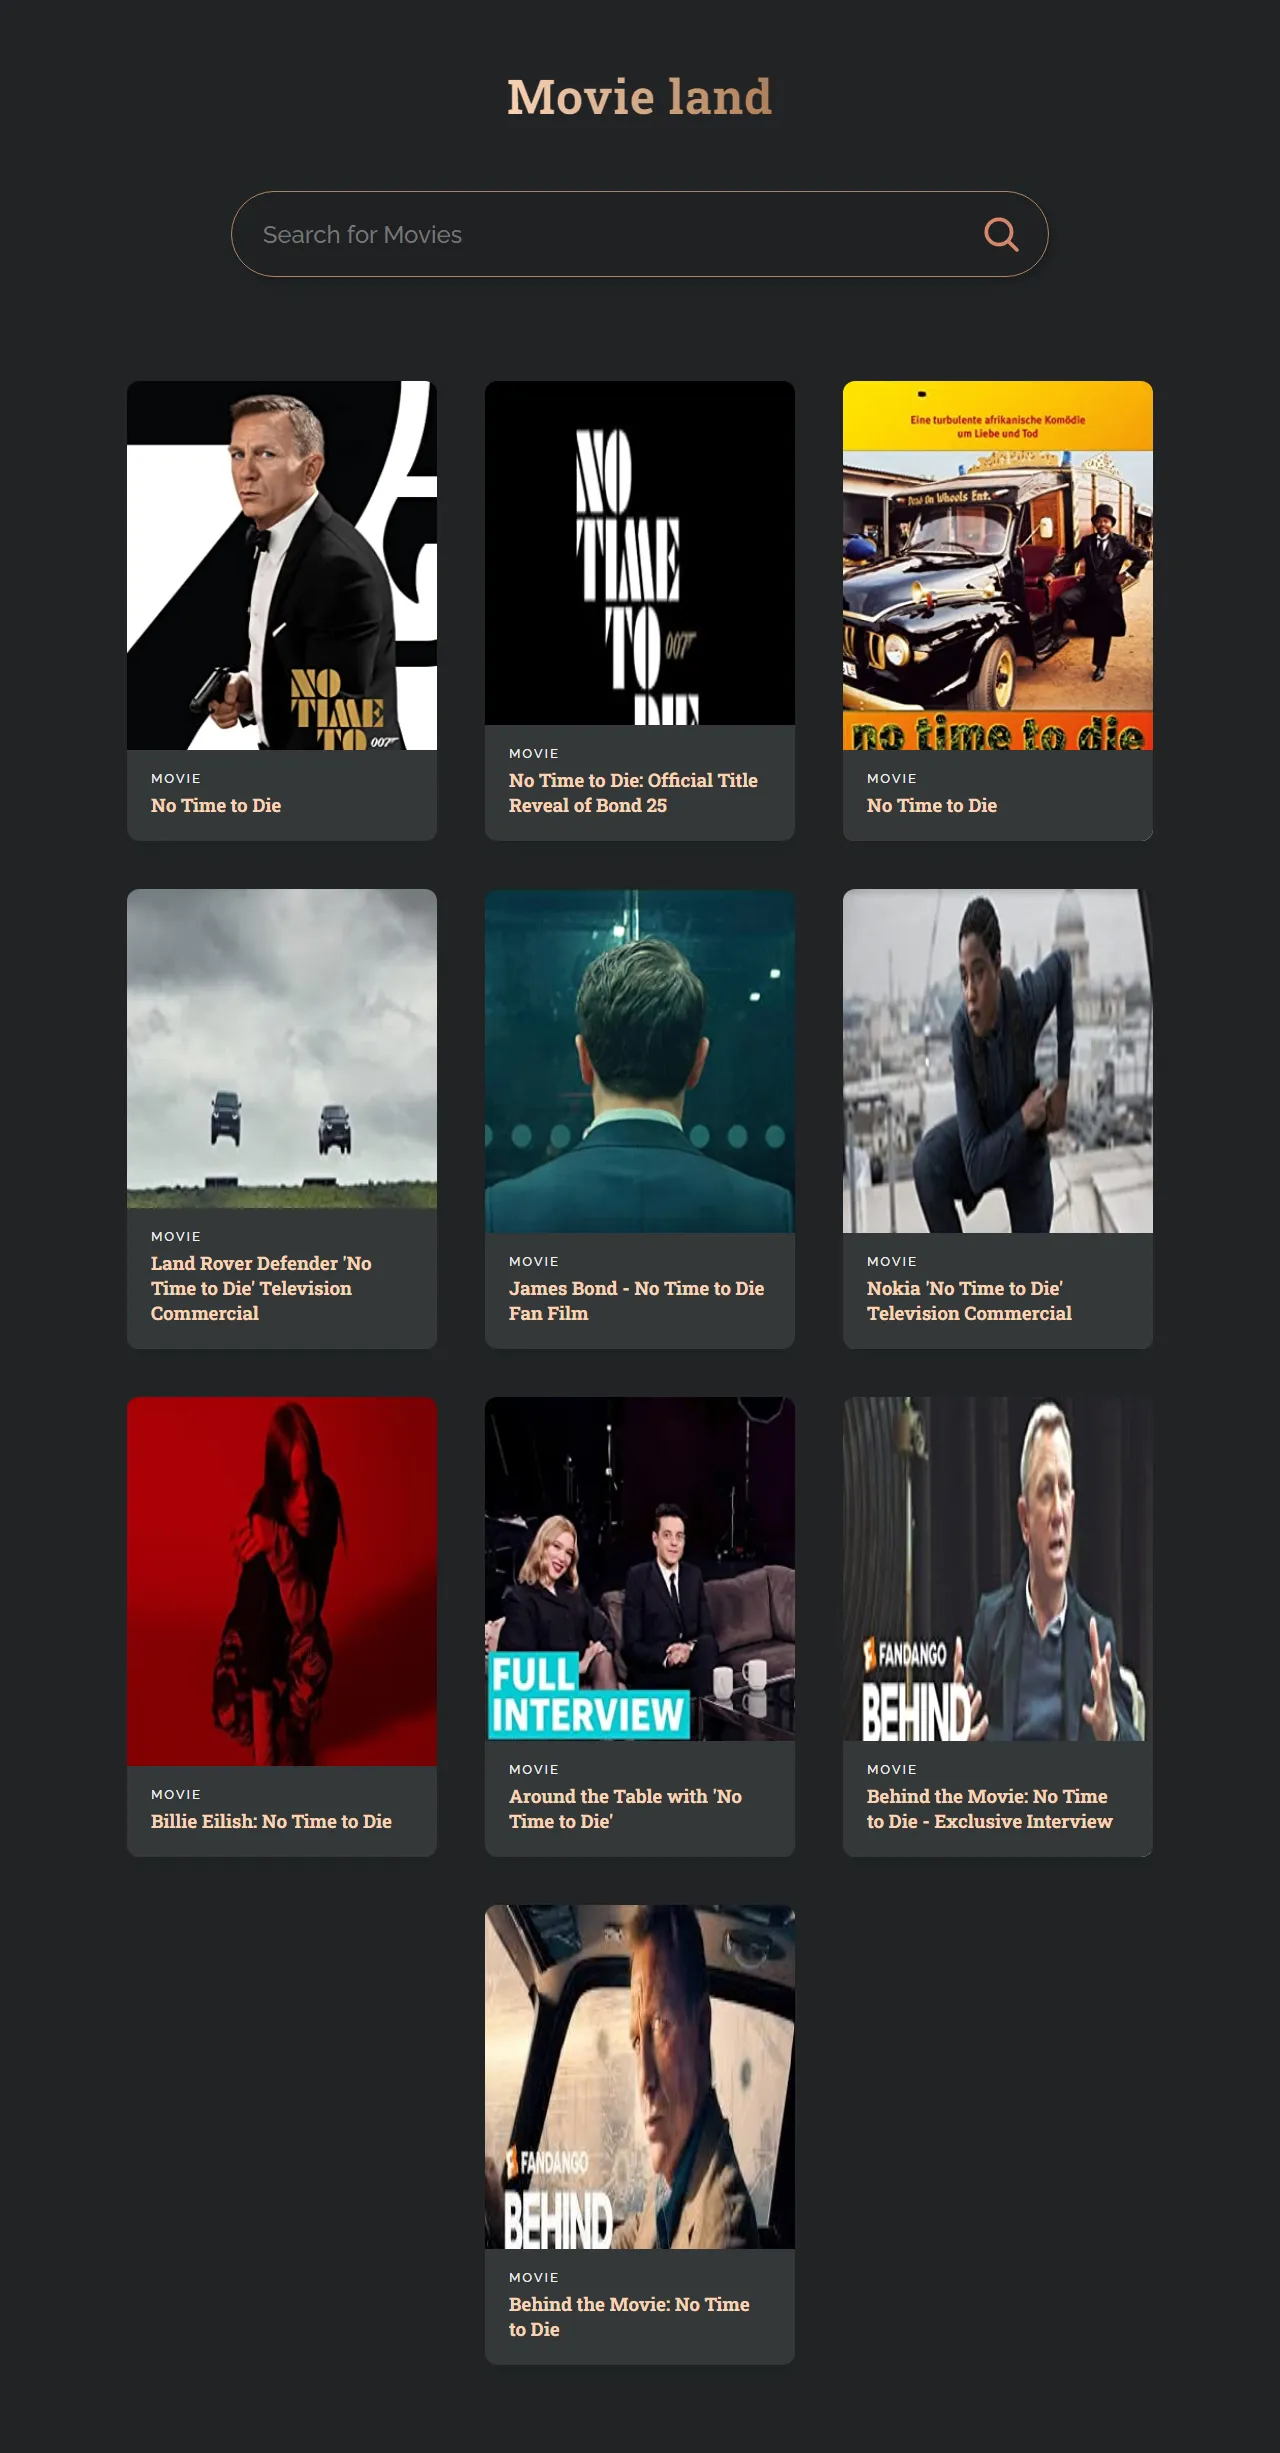 Movie land
Search for Movies
NO
TIME
TO
007
MOVIE
No Time to Die
NO
TIME
TO
007
DIE
MOVIE
No Time to Die: Official Title
Reveal of Bond 25
Eine turbulente afrikanische Komödie
um Liebe und Tod
Dead On Wheels Ent.
no time to die
MOVIE
No Time to Die
MOVIE
Land Rover Defender 'No
Time to Die' Television
Commercial
MOVIE
James Bond - No Time to Die
Fan Film
MOVIE
Nokia 'No Time to Die'
Television Commercial
MOVIE
Billie Eilish: No Time to Die
FULL
INTERVIEW
MOVIE
Around the Table with 'No
Time to Die'
FANDANGO
BEHIND
MOVIE
Behind the Movie: No Time
to Die - Exclusive Interview
FANDANGO
BEHIND
MOVIE
Behind the Movie: No Time
to Die